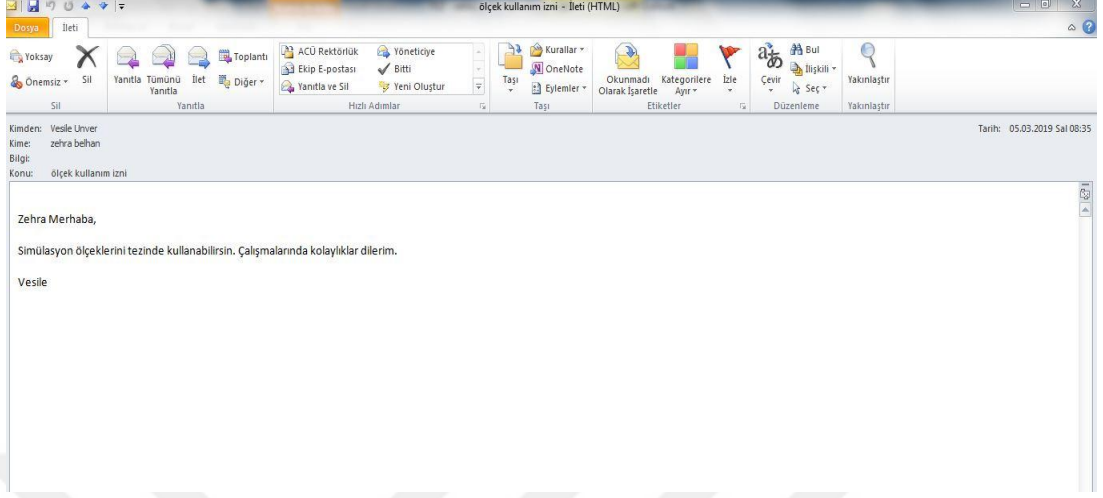 ölçek kullanım izni - İleti (HTML)
Dosya İleti
Yoksay
Önemsiz
Sil
Sil
Yanıtla Tümünü Yanıtla İlet
Toplantı
Diğer
Yanıtla
ACÜ Rektörlük Yöneticiye
Ekip E-postası Bitti
Yanıtla ve Sil Yeni Oluştur
Hızlı Adımlar
Taşı
Kurallar
OneNote
Eylemler
Taşı
Okunmadı Olarak İşaretle
Kategorilere Ayır
İzle
Etiketler
Çevir
Bul
İlişkili
Seç
Düzenleme
Yakınlaştır
Yakınlaştır
Kimden: Vesile Unver
Tarih: 05.03.2019 Sal 08:35
Kime: zehra belhan
Bilgi:
Konu: ölçek kullanım izni
Zehra Merhaba,
Simülasyon ölçeklerini tezinde kullanabilirsin. Çalışmalarında kolaylıklar dilerim.
Vesile